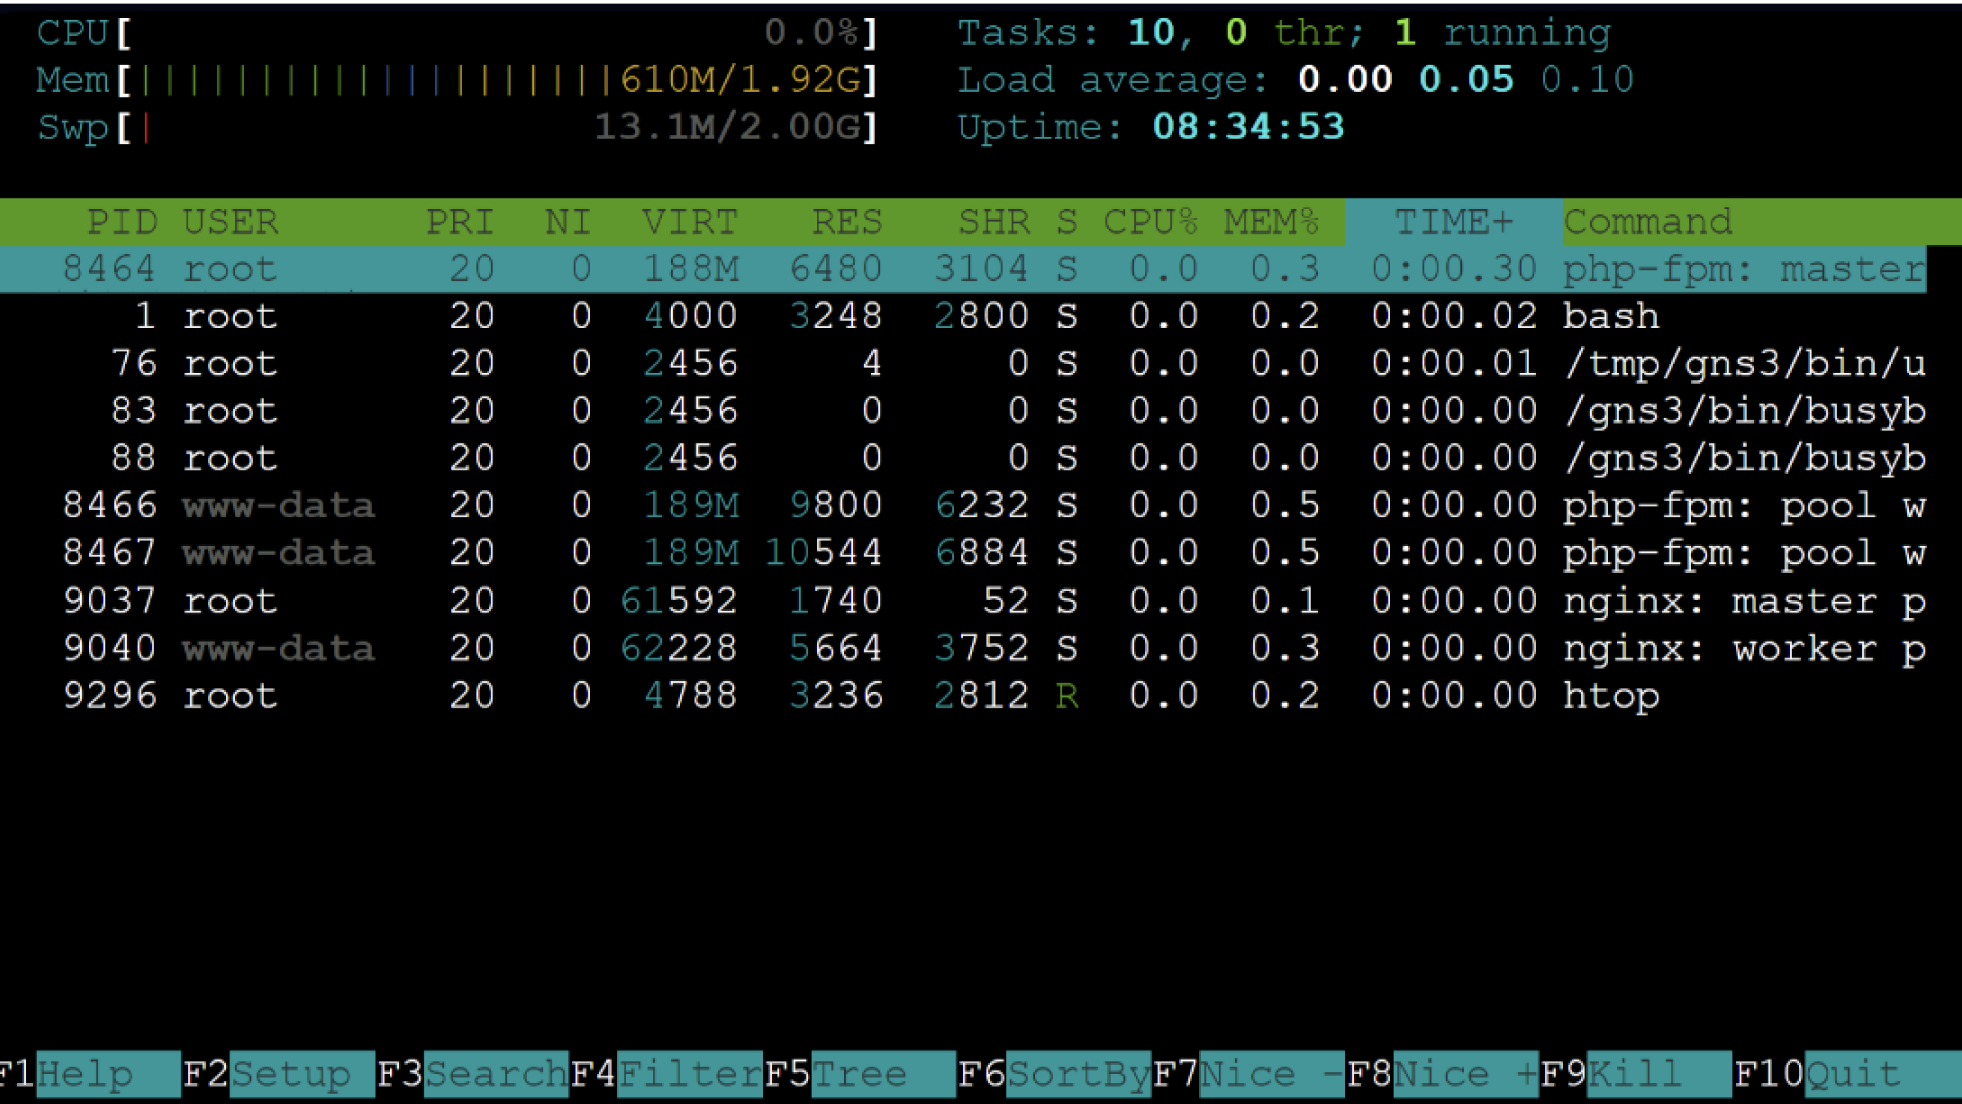 CPU[ 0.0%] Tasks: 10, 0 thr; 1 running
Mem[||||||||||||||||||||610M/1.92G] Load average: 0.00 0.05 0.10
Swp[| 13.1M/2.00G] Uptime: 08:34:53
PID USER PRI NI VIRT RES SHR S CPU% MEM% TIME+ Command
8464 root 20 0 188M 6480 3104 S 0.0 0.3 0:00.30 php-fpm: master
1 root 20 0 4000 3248 2800 S 0.0 0.2 0:00.02 bash
76 root 20 0 2456 4 0 S 0.0 0.0 0:00.01 /tmp/gns3/bin/u
83 root 20 0 2456 0 0 S 0.0 0.0 0:00.00 /gns3/bin/busyb
88 root 20 0 2456 0 0 S 0.0 0.0 0:00.00 /gns3/bin/busyb
8466 www-data 20 0 189M 9800 6232 S 0.0 0.5 0:00.00 php-fpm: pool w
8467 www-data 20 0 189M 10544 6884 S 0.0 0.5 0:00.00 php-fpm: pool w
9037 root 20 0 61592 1740 52 S 0.0 0.1 0:00.00 nginx: master p
9040 www-data 20 0 62228 5664 3752 S 0.0 0.3 0:00.00 nginx: worker p
9296 root 20 0 4788 3236 2812 R 0.0 0.2 0:00.00 htop
F1Help F2Setup F3SearchF4FilterF5Tree F6SortByF7Nice -F8Nice +F9Kill F10Quit